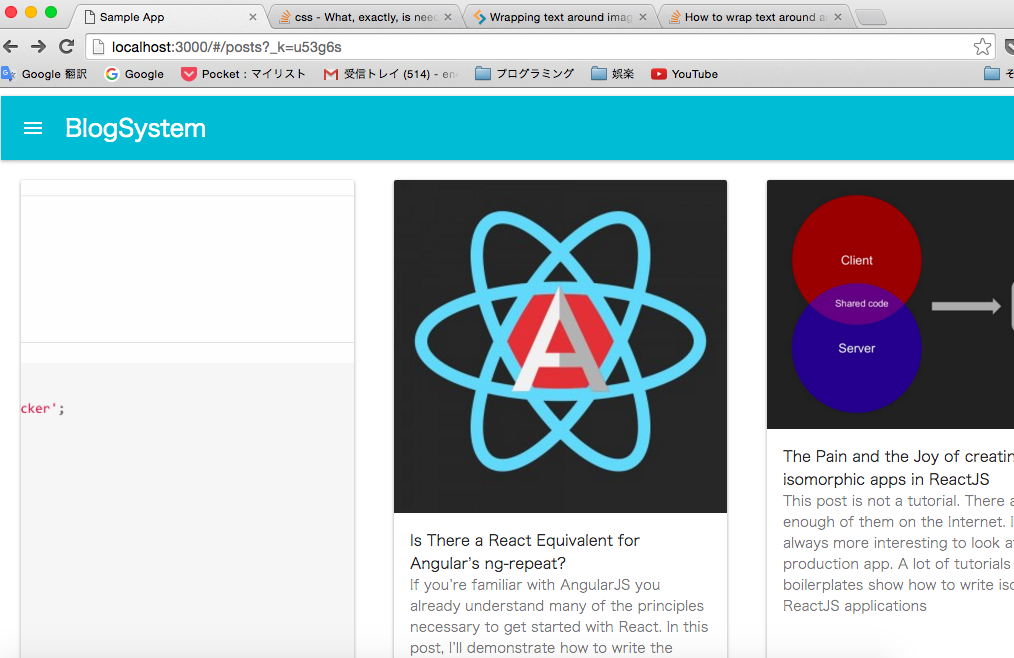 Sample App
css - What, exactly, is nee
Wrapping text around imag
How to wrap text around a
localhost:3000/#/posts?_k=u53g6s
Google 翻訳
Google
Pocket:マイリスト
受信トレイ (514) - en
プログラミング
娯楽
YouTube
そ
BlogSystem
cker';
Is There a React Equivalent for
Angular's ng-repeat?
If you're familiar with AngularJS you
already understand many of the principles
necessary to get started with React. In this
post, I'll demonstrate how to write the
Client
Shared code
Server
The Pain and the Joy of creatin
isomorphic apps in ReactJS
This post is not a tutorial. There a
enough of them on the Internet. I
always more interesting to look at
production app. A lot of tutorials
boilerplates show how to write iso
ReactJS applications